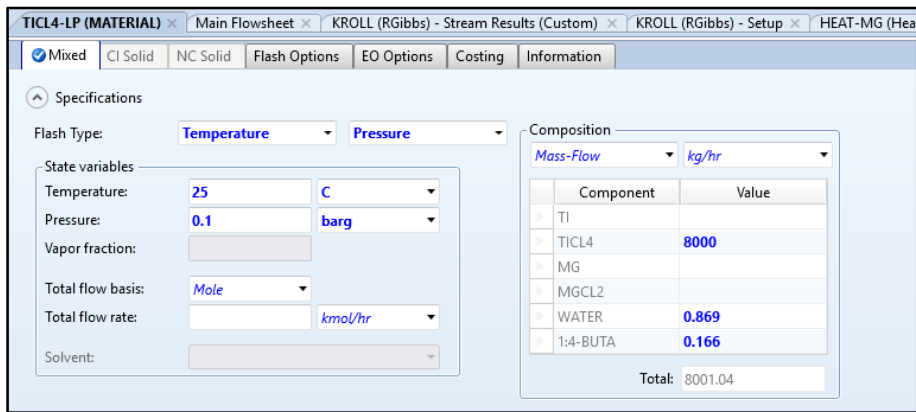 TICL4-LP (MATERIAL) × Main Flowsheet × KROLL (RGibbs) - Stream Results (Custom) × KROLL (RGibbs) - Setup × HEAT-MG (Hea
Mixed CI Solid NC Solid Flash Options EO Options Costing Information
Specifications
Flash Type: Temperature Pressure
State variables
Temperature: 25 C
Pressure: 0.1 barg
Vapor fraction:
Total flow basis: Mole
Total flow rate: kmol/hr
Solvent:
Composition
Mass-Flow kg/hr
Component Value
TI
TICL4 8000
MG
MGCL2
WATER 0.869
1:4-BUTA 0.166
Total: 8001.04